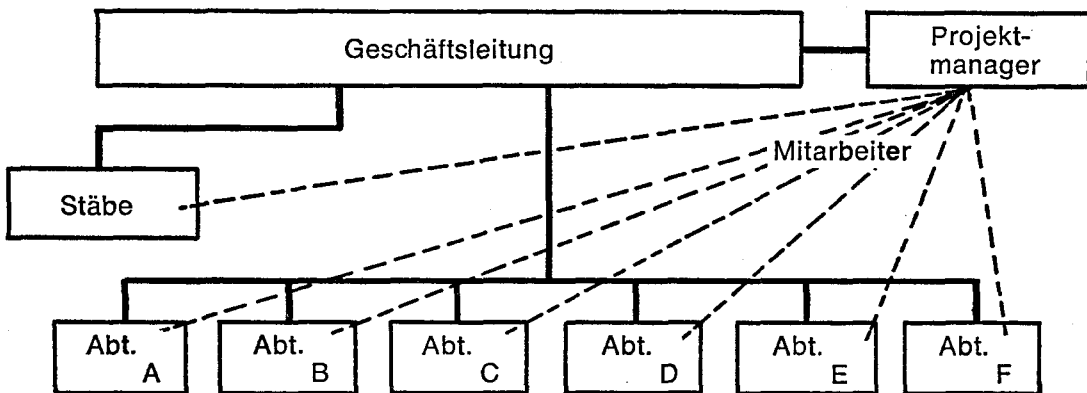 Geschäftsleitung
Projekt-
manager
Mitarbeiter
Stäbe
Abt.
A
Abt.
B
Abt.
C
Abt.
D
Abt.
E
Abt.
F